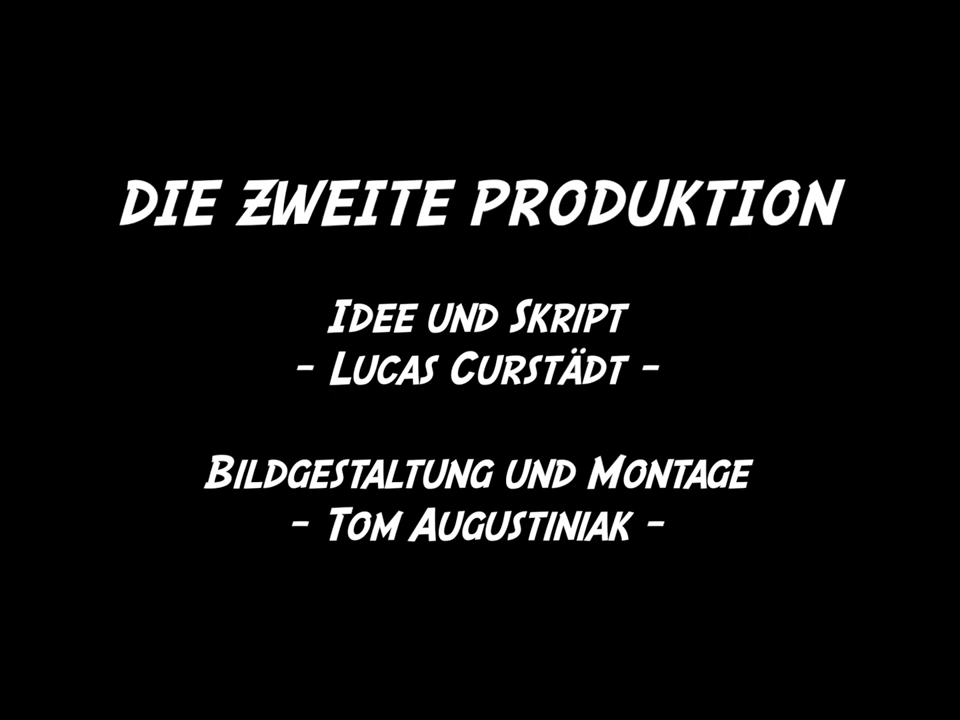 DIE ZWEITE PRODUKTION
IDEE UND SKRIPT
- LUCAS CURSTÄDT -
BILDGESTALTUNG UND MONTAGE
- TOM AUGUSTINIAK -